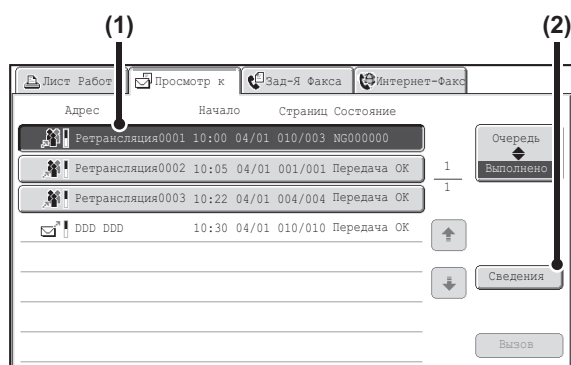 (1) (2)
Лист Работ Просмотр к Зад-Я Факса Интернет-Факс
Адрес Начало Страниц Состояние
Ретрансляция0001 10:00 04/01 010/003 NG000000 Очередь
Ретрансляция0002 10:05 04/01 001/001 Передача OK 1 Выполнено
Ретрансляция0003 10:22 04/01 004/004 Передача OK 1
DDD DDD 10:30 04/01 010/010 Передача OK
Сведения
Вызов